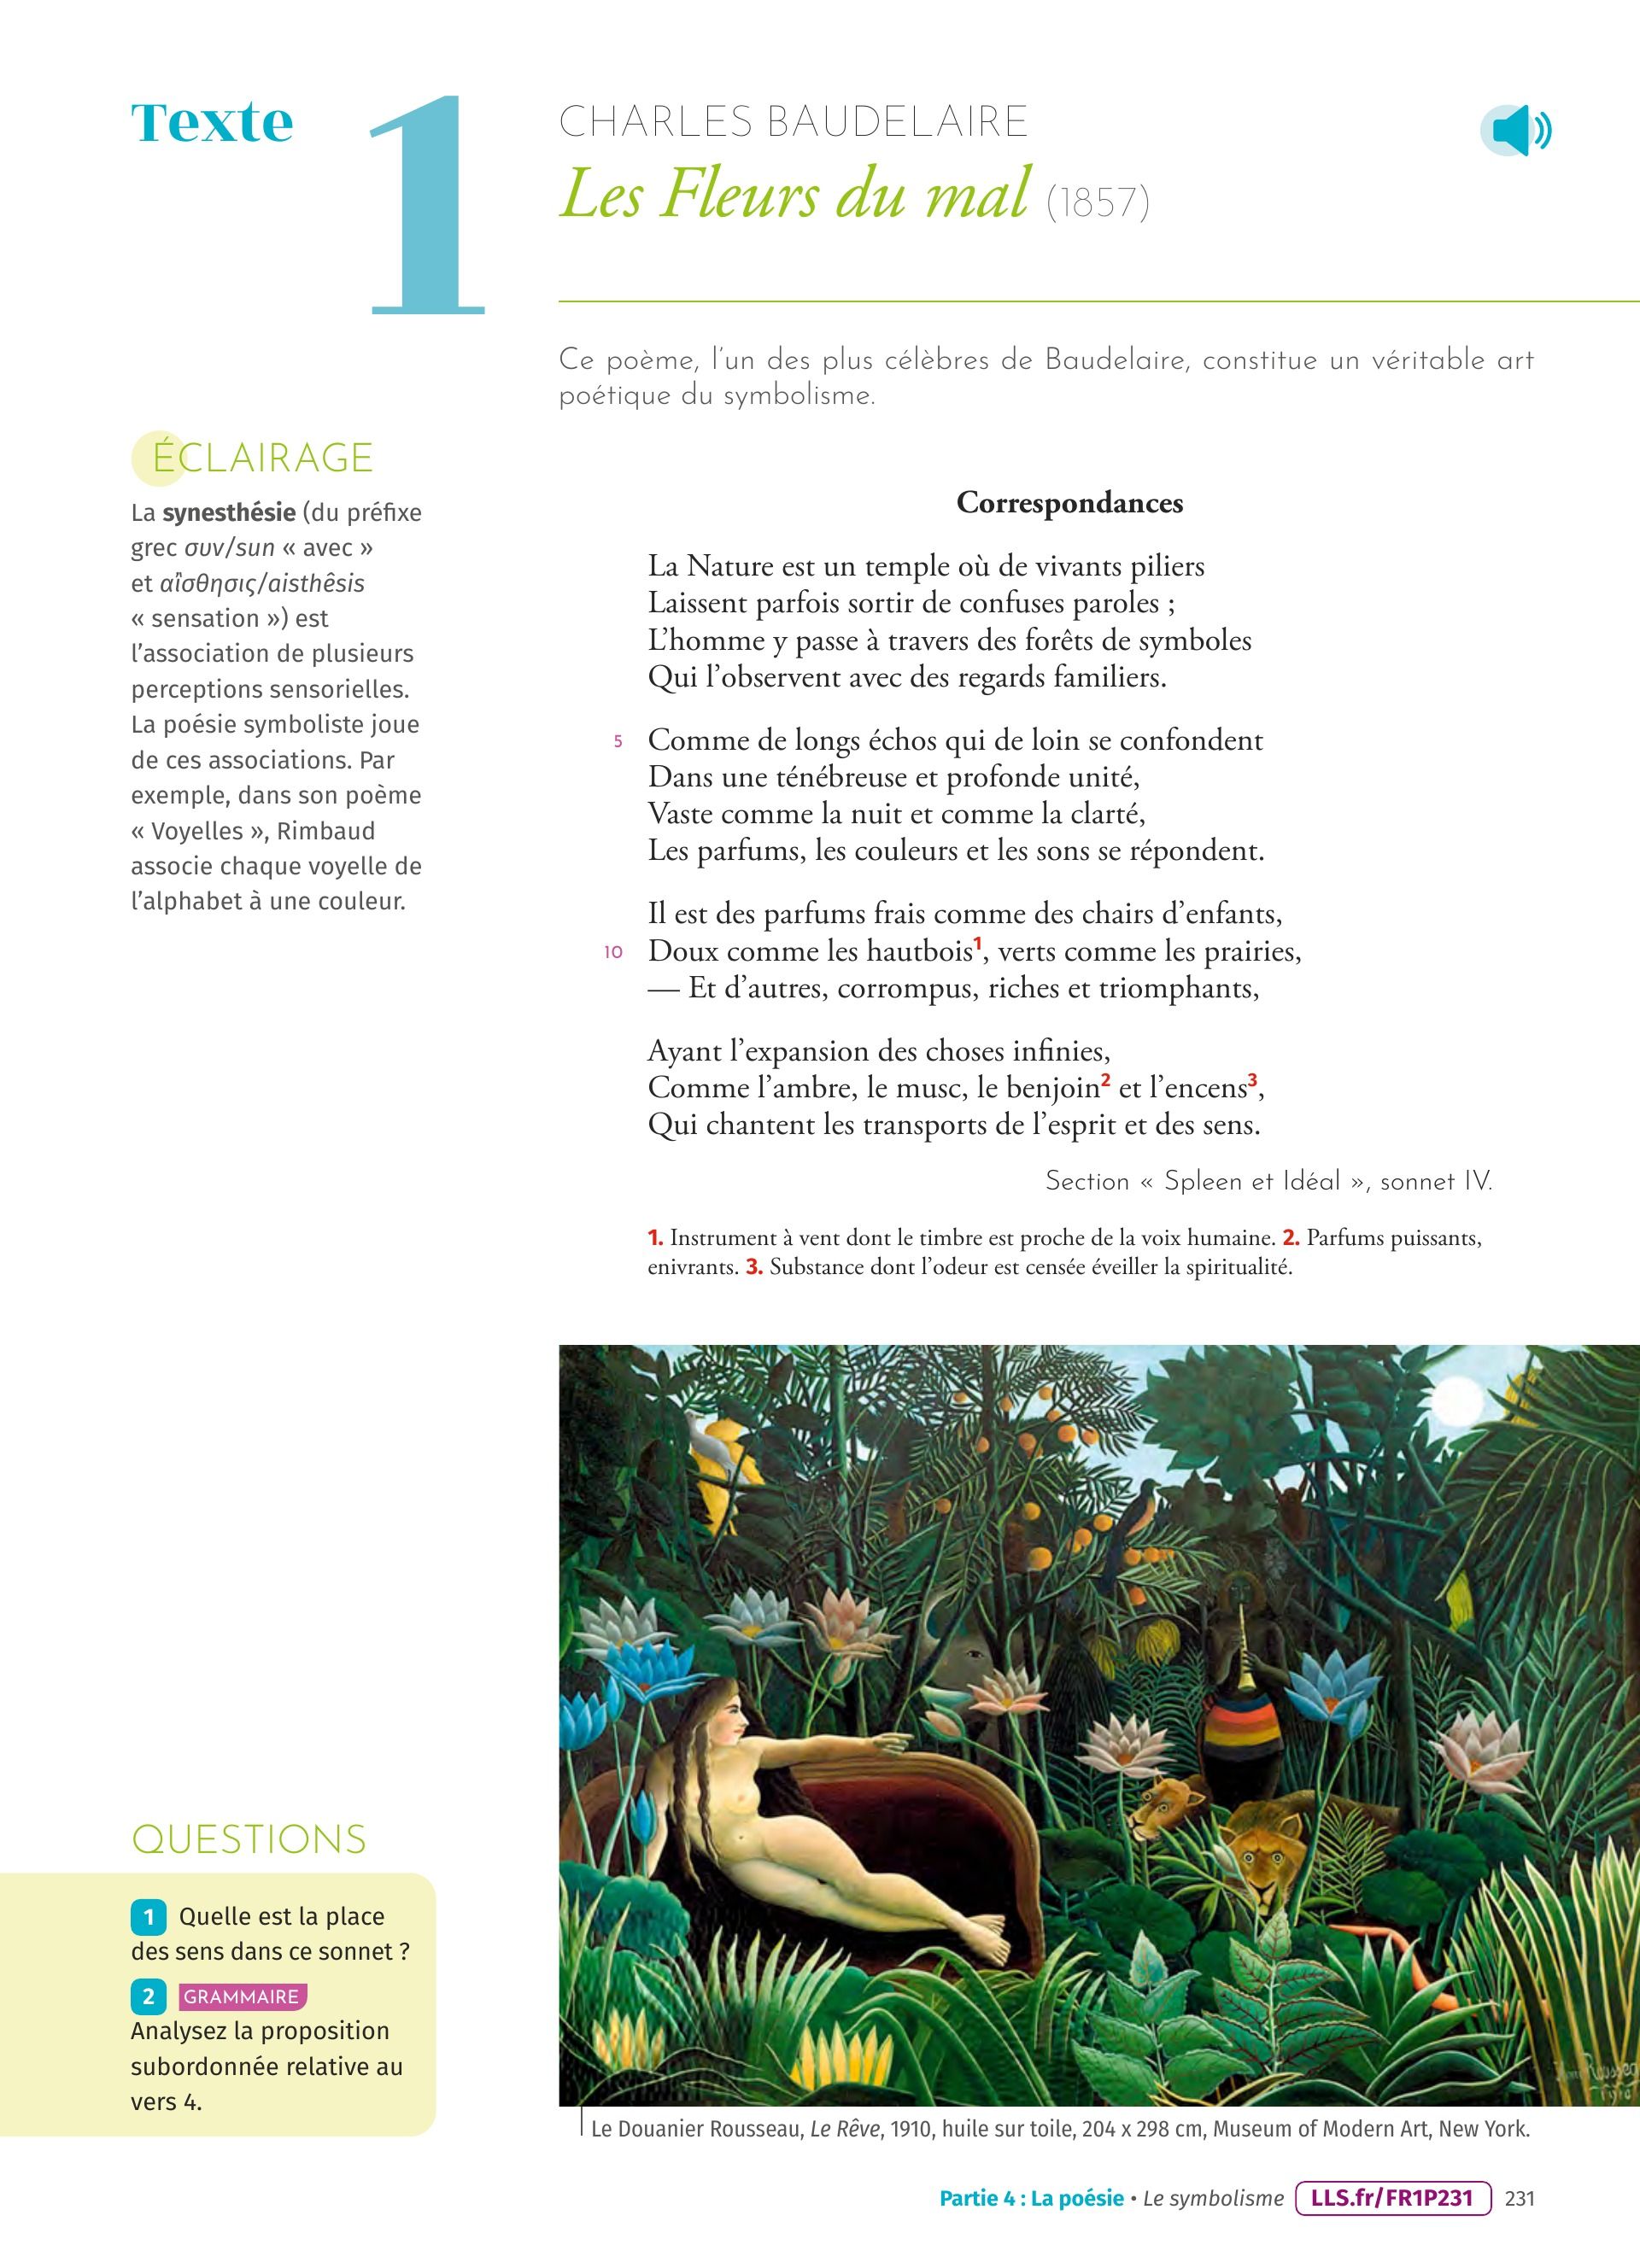 Texte 1
CHARLES BAUDELAIRE
Les Fleurs du mal (1857)
Ce poème, l'un des plus célèbres de Baudelaire, constitue un véritable art
poétique du symbolisme.
ÉCLAIRAGE
La synesthésie (du préfixe
grec συν/sun « avec »
et αἴσθησις/aisthêsis
« sensation ») est
l'association de plusieurs
perceptions sensorielles.
La poésie symboliste joue
de ces associations. Par
exemple, dans son poème
« Voyelles », Rimbaud
associe chaque voyelle de
l'alphabet à une couleur.
Correspondances
La Nature est un temple où de vivants piliers
Laissent parfois sortir de confuses paroles ;
L'homme y passe à travers des forêts de symboles
Qui l'observent avec des regards familiers.
5 Comme de longs échos qui de loin se confondent
Dans une ténébreuse et profonde unité,
Vaste comme la nuit et comme la clarté,
Les parfums, les couleurs et les sons se répondent.
Il est des parfums frais comme des chairs d'enfants,
10 Doux comme les hautbois1, verts comme les prairies,
— Et d'autres, corrompus, riches et triomphants,
Ayant l'expansion des choses infinies,
Comme l'ambre, le musc, le benjoin2 et l'encens3,
Qui chantent les transports de l'esprit et des sens.
Section « Spleen et Idéal », sonnet IV.
1. Instrument à vent dont le timbre est proche de la voix humaine. 2. Parfums puissants,
enivrants. 3. Substance dont l'odeur est censée éveiller la spiritualité.
QUESTIONS
1 Quelle est la place
des sens dans ce sonnet ?
2 GRAMMAIRE
Analysez la proposition
subordonnée relative au
vers 4.
Le Douanier Rousseau, Le Rêve, 1910, huile sur toile, 204 x 298 cm, Museum of Modern Art, New York.
Partie 4 : La poésie • Le symbolisme LLS.fr/FR1P231 231